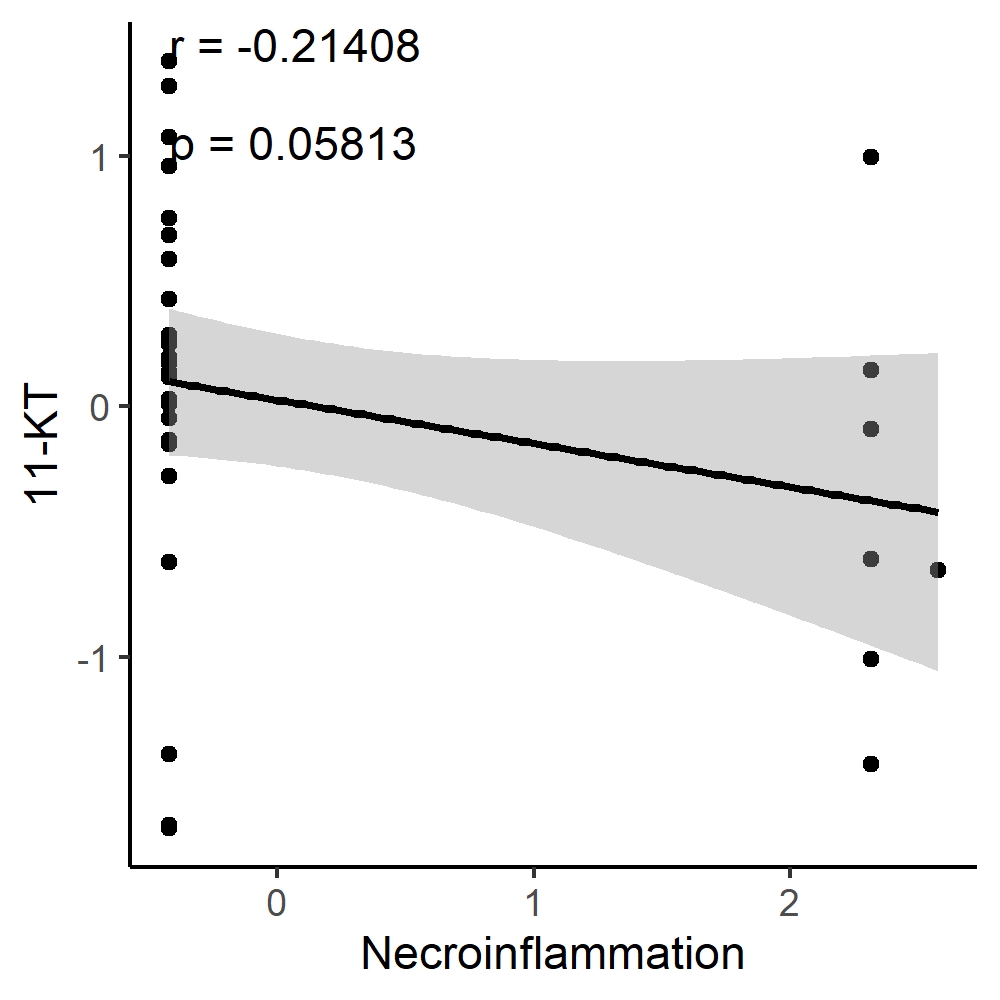 r = -0.21408
p = 0.05813
1
0
-1
11-KT
0 1 2
Necroinflammation